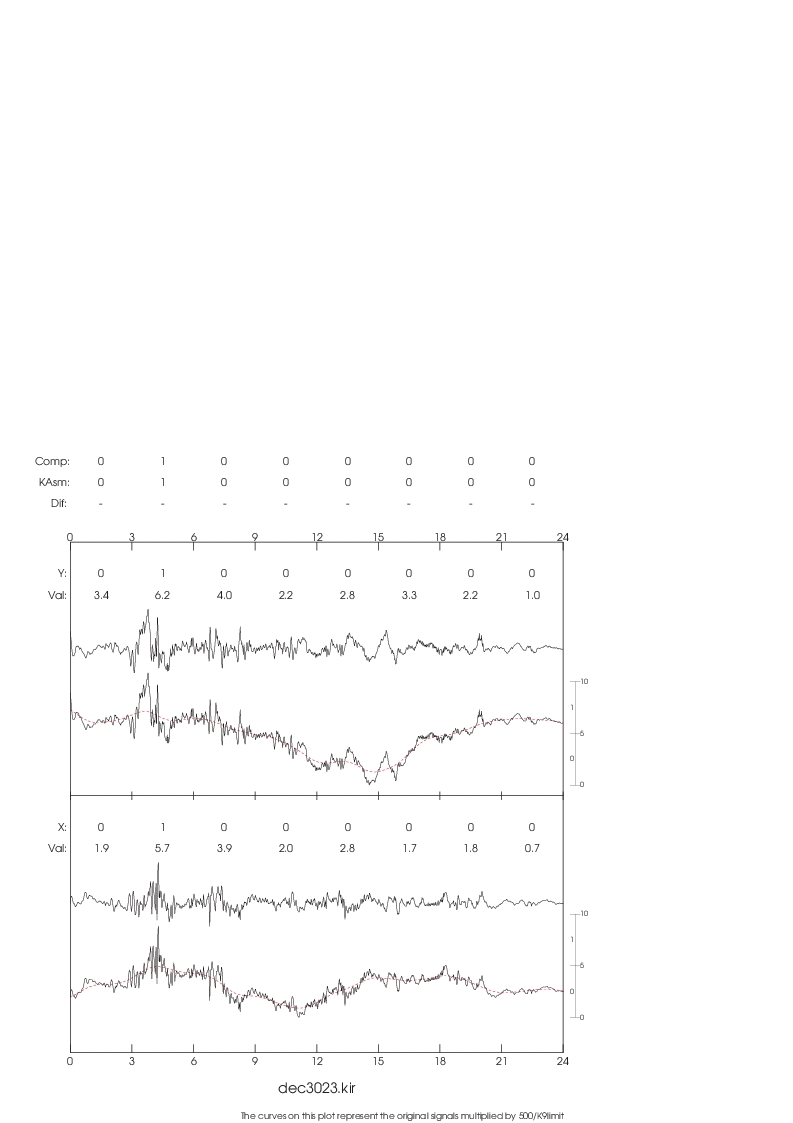 Comp: 0 1 0 0 0 0 0 0
KAsm: 0 1 0 0 0 0 0 0
Dif: - - - - - - - -
0 3 6 9 12 15 18 21 24
Y: 0 1 0 0 0 0 0 0
Val: 3.4 6.2 4.0 2.2 2.8 3.3 2.2 1.0
10
1
5
0
0
X: 0 1 0 0 0 0 0 0
Val: 1.9 5.7 3.9 2.0 2.8 1.7 1.8 0.7
10
1
5
0
0
0 3 6 9 12 15 18 21 24
dec3023.kir
The curves on this plot represent the original signals multiplied by 500/K9limit